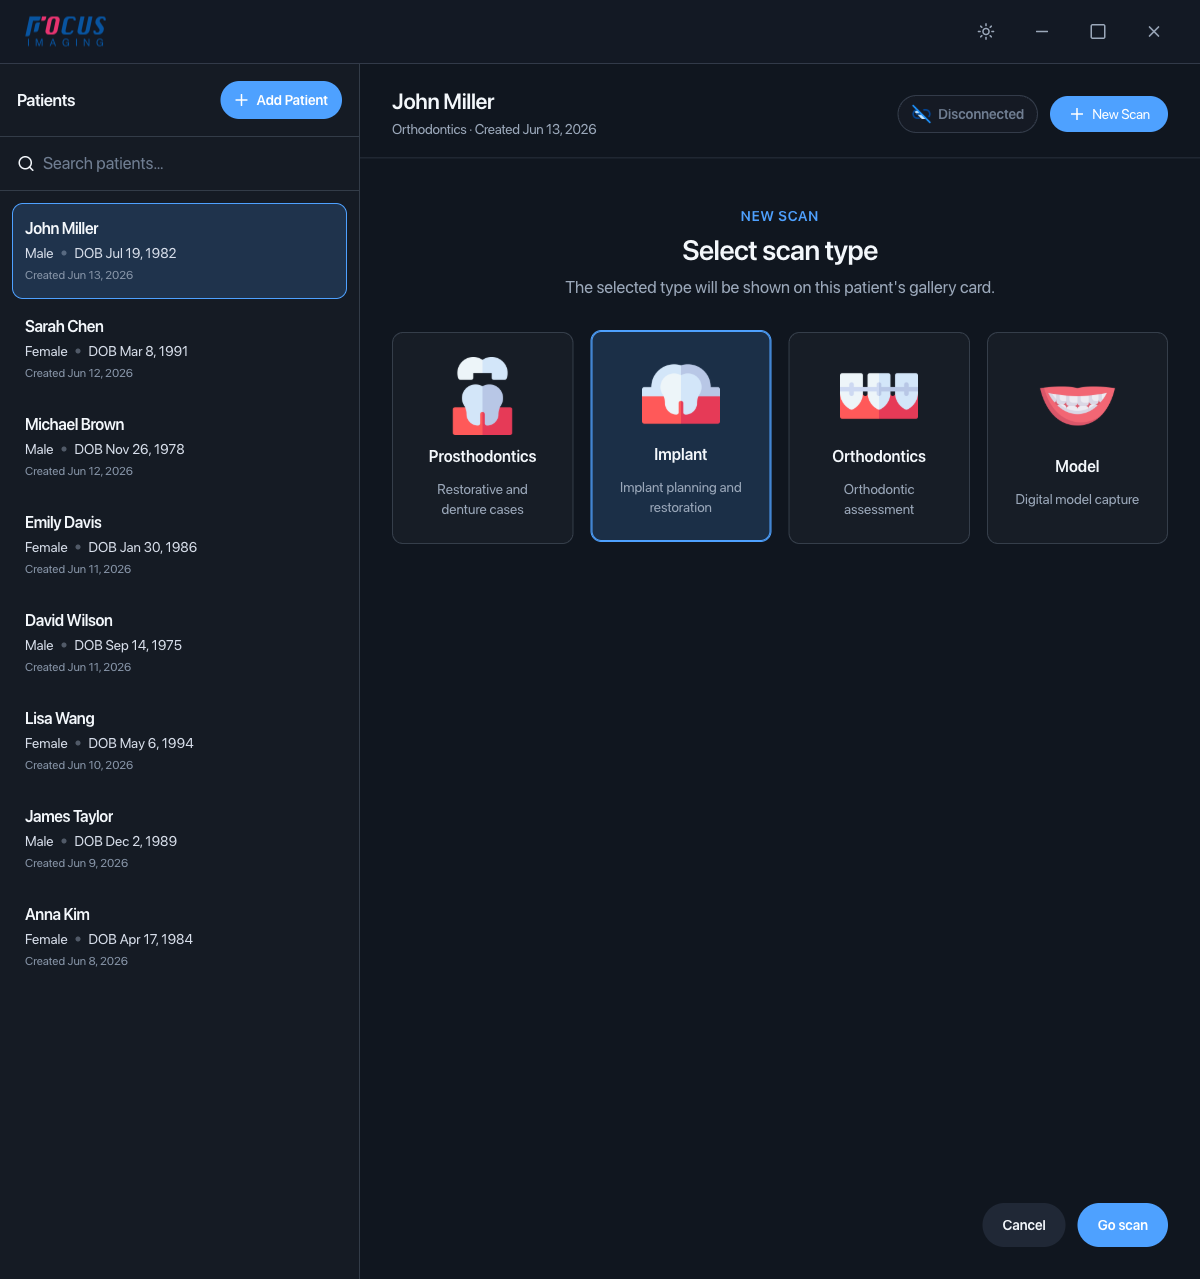 FOCUS
IMAGING
Patients
Add Patient
Search patients...
John Miller
Male • DOB Jul 19, 1982
Created Jun 13, 2026
Sarah Chen
Female • DOB Mar 8, 1991
Created Jun 12, 2026
Michael Brown
Male • DOB Nov 26, 1978
Created Jun 12, 2026
Emily Davis
Female • DOB Jan 30, 1986
Created Jun 11, 2026
David Wilson
Male • DOB Sep 14, 1975
Created Jun 11, 2026
Lisa Wang
Female • DOB May 6, 1994
Created Jun 10, 2026
James Taylor
Male • DOB Dec 2, 1989
Created Jun 9, 2026
Anna Kim
Female • DOB Apr 17, 1984
Created Jun 8, 2026
John Miller
Orthodontics · Created Jun 13, 2026
Disconnected
New Scan
NEW SCAN
Select scan type
The selected type will be shown on this patient's gallery card.
Prosthodontics
Restorative and
denture cases
Implant
Implant planning and
restoration
Orthodontics
Orthodontic
assessment
Model
Digital model capture
Cancel
Go scan